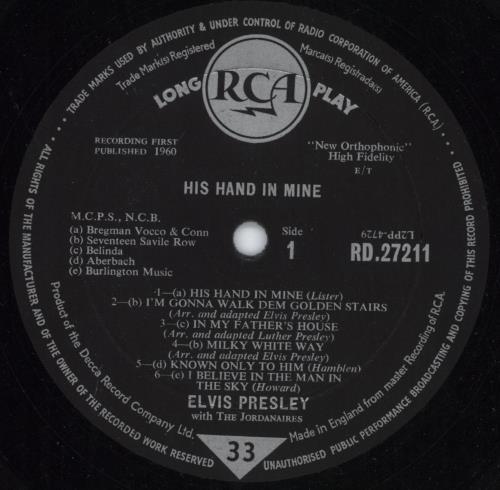 TRADE MARKS USED BY AUTHORITY & UNDER CONTROL OF RADIO CORPORATION OF AMERICA (R.C.A.)
ALL RIGHTS OF THE MANUFACTURER AND OF THE OWNER OF THE RECORDED WORK RESERVED
UNAUTHORISED PUBLIC PERFORMANCE BROADCASTING AND COPYING OF THIS RECORD PROHIBITED
Trade Mark(s) Registered
Marca(s) Registrada(s)
LONG RCA PLAY
RECORDING FIRST
PUBLISHED 1960
"New Orthophonic"
High Fidelity
E/T
HIS HAND IN MINE
M.C.P.S., N.C.B.
(a) Bregman Vocco & Conn
(b) Seventeen Savile Row
(c) Belinda
(d) Aberbach
(e) Burlington Music
Side
1
L2PP-4729
RD.27211
1—(a) HIS HAND IN MINE (Lister)
2—(b) I'M GONNA WALK DEM GOLDEN STAIRS
(Arr. and adapted Elvis Presley)
3—(c) IN MY FATHER'S HOUSE
(Arr. and adapted Luther Presley)
4—(b) MILKY WHITE WAY
(Arr. and adapted Elvis Presley)
5—(d) KNOWN ONLY TO HIM (Hamblen)
6—(e) I BELIEVE IN THE MAN IN
THE SKY (Howard)
ELVIS PRESLEY
with THE JORDANAIRES
Product of the Decca Record Company Ltd.
Made in England from master Recording of R.C.A.
33